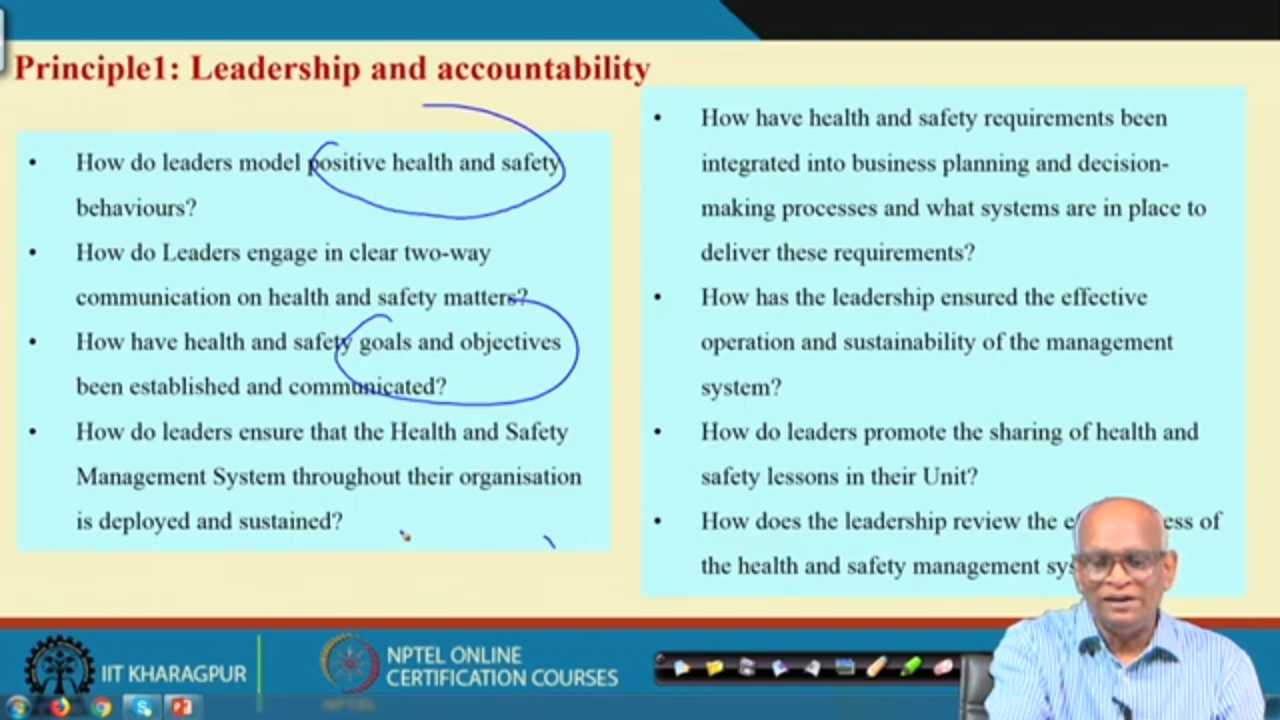 Principle1: Leadership and accountability
• How do leaders model positive health and safety
behaviours?
• How do Leaders engage in clear two-way
communication on health and safety matters?
• How have health and safety goals and objectives
been established and communicated?
• How do leaders ensure that the Health and Safety
Management System throughout their organisation
is deployed and sustained?
• How have health and safety requirements been
integrated into business planning and decision-
making processes and what systems are in place to
deliver these requirements?
• How has the leadership ensured the effective
operation and sustainability of the management
system?
• How do leaders promote the sharing of health and
safety lessons in their Unit?
• How does the leadership review the of
the health and safety management
IIT KHARAGPUR
NPTEL ONLINE
CERTIFICATION COURSES
NPTEL